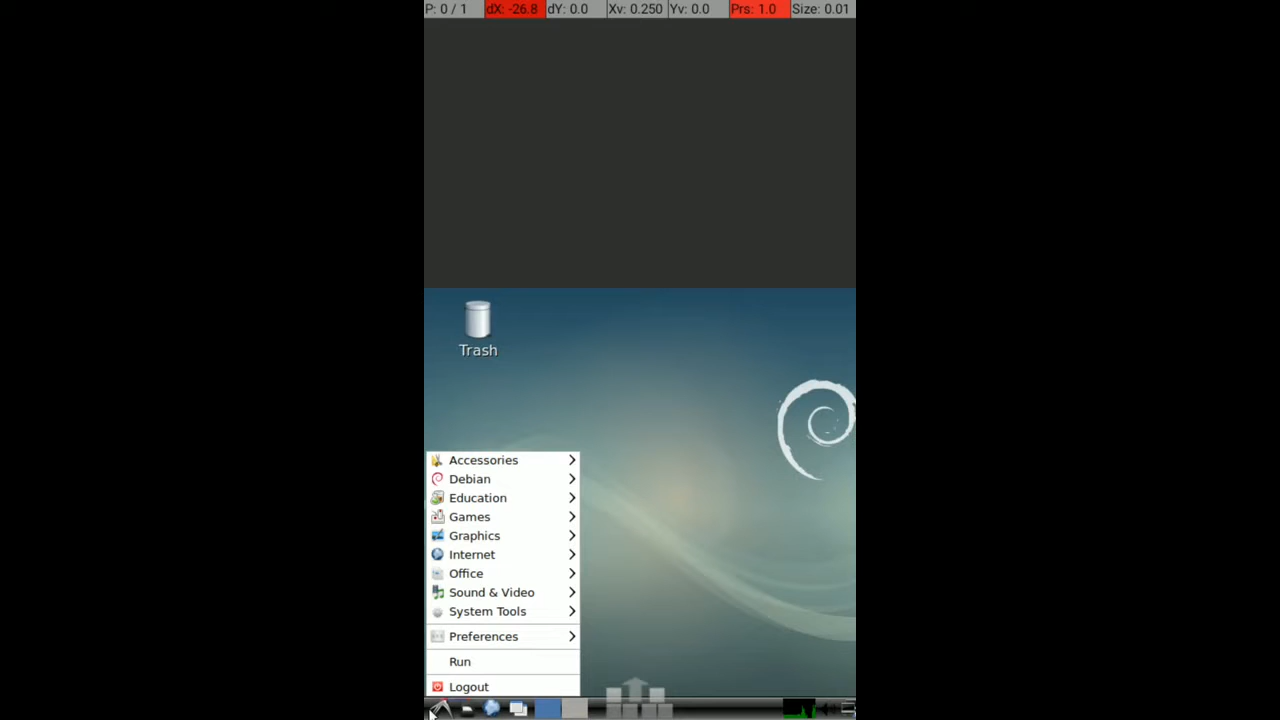 P: 0 / 1 dX: -26.8 dY: 0.0 Xv: 0.250 Yv: 0.0 Prs: 1.0 Size: 0.01
Trash
Accessories
Debian
Education
Games
Graphics
Internet
Office
Sound & Video
System Tools
Preferences
Run
Logout